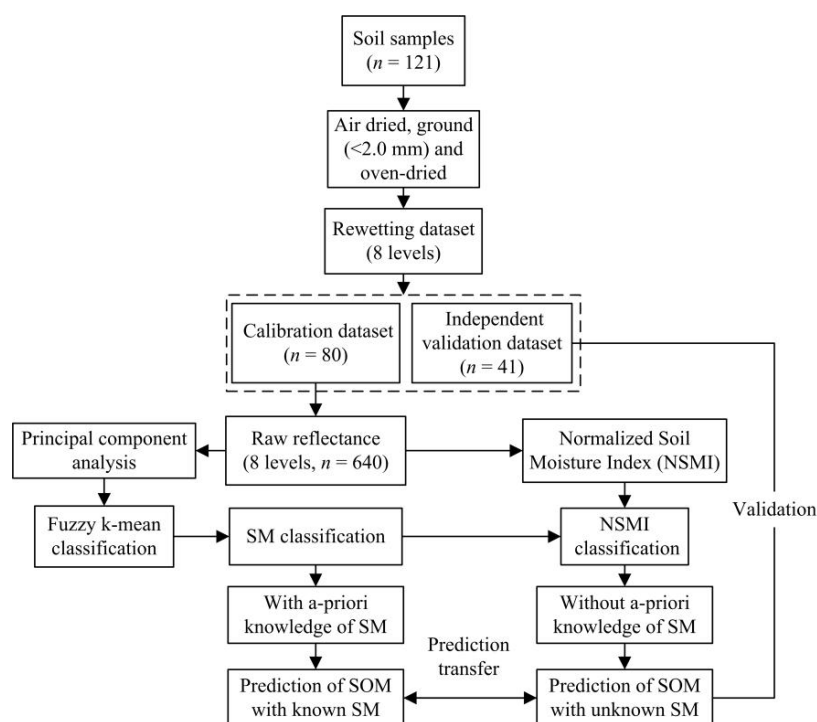 Soil samples
(n = 121)
Air dried, ground
(<2.0 mm) and
oven-dried
Rewetting dataset
(8 levels)
Calibration dataset
(n = 80)
Independent
validation dataset
(n = 41)
Principal component
analysis
Raw reflectance
(8 levels, n = 640)
Normalized Soil
Moisture Index (NSMI)
Validation
Fuzzy k-mean
classification
SM classification
NSMI
classification
With a-priori
knowledge of SM
Without a-priori
knowledge of SM
Prediction
transfer
Prediction of SOM
with known SM
Prediction of SOM
with unknown SM